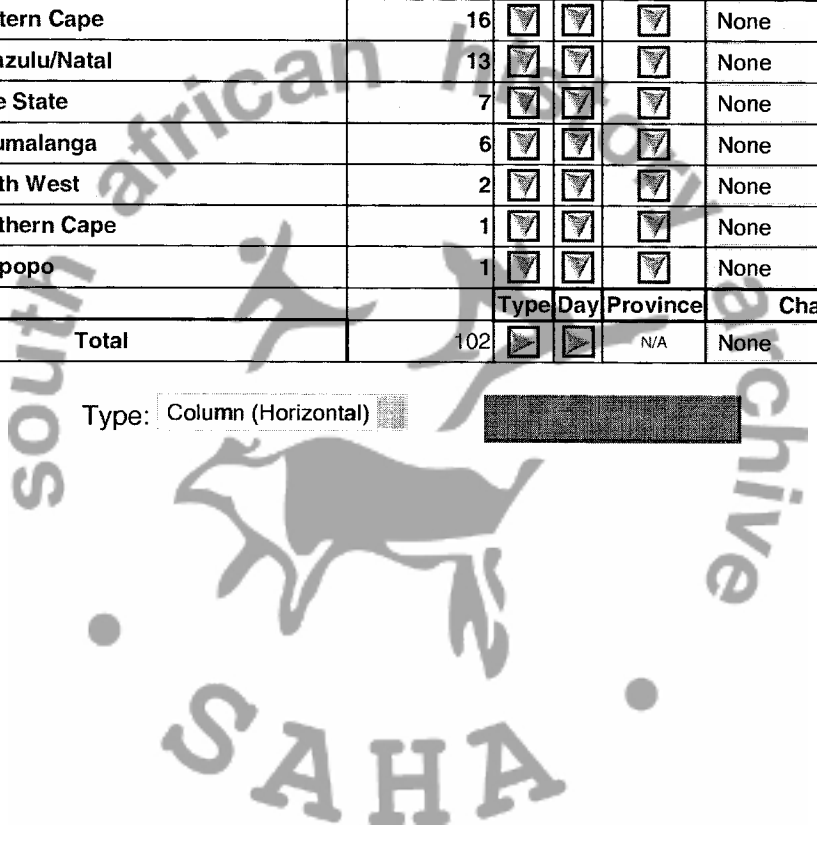 tern Cape 16 None
azulu/Natal 13 None
e State 7 None
umalanga 6 None
th West 2 None
thern Cape 1 None
popo 1 None
Type Day Province Cha
Total 102 N/A None
Type: Column (Horizontal)
south african history archive
SAHA